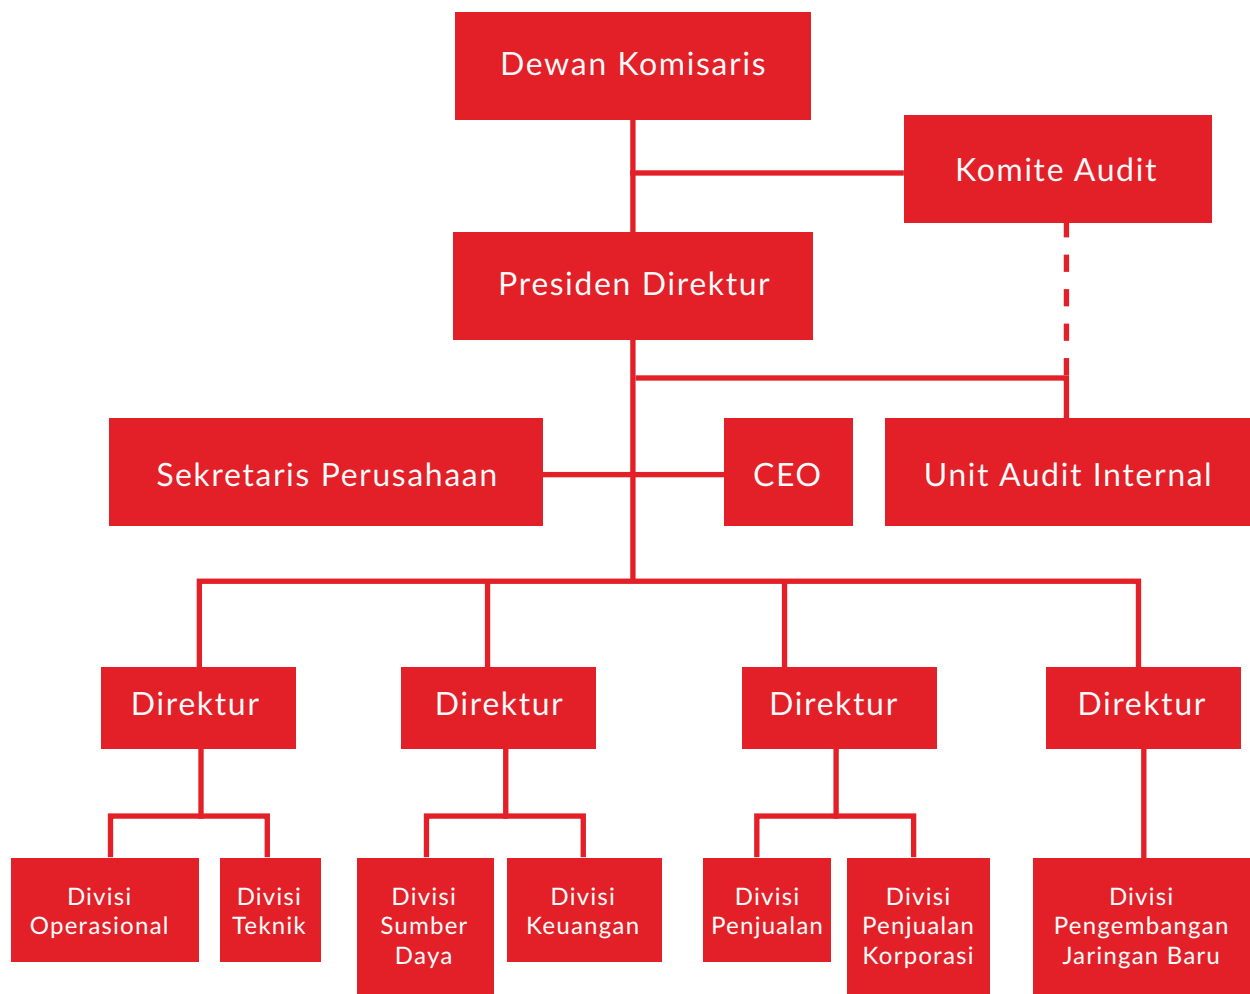 Dewan Komisaris
Komite Audit
Presiden Direktur
Sekretaris Perusahaan
CEO
Unit Audit Internal
Direktur
Direktur
Direktur
Direktur
Divisi
Operasional
Divisi
Teknik
Divisi
Sumber
Daya
Divisi
Keuangan
Divisi
Penjualan
Divisi
Penjualan
Korporasi
Divisi
Pengembangan
Jaringan Baru